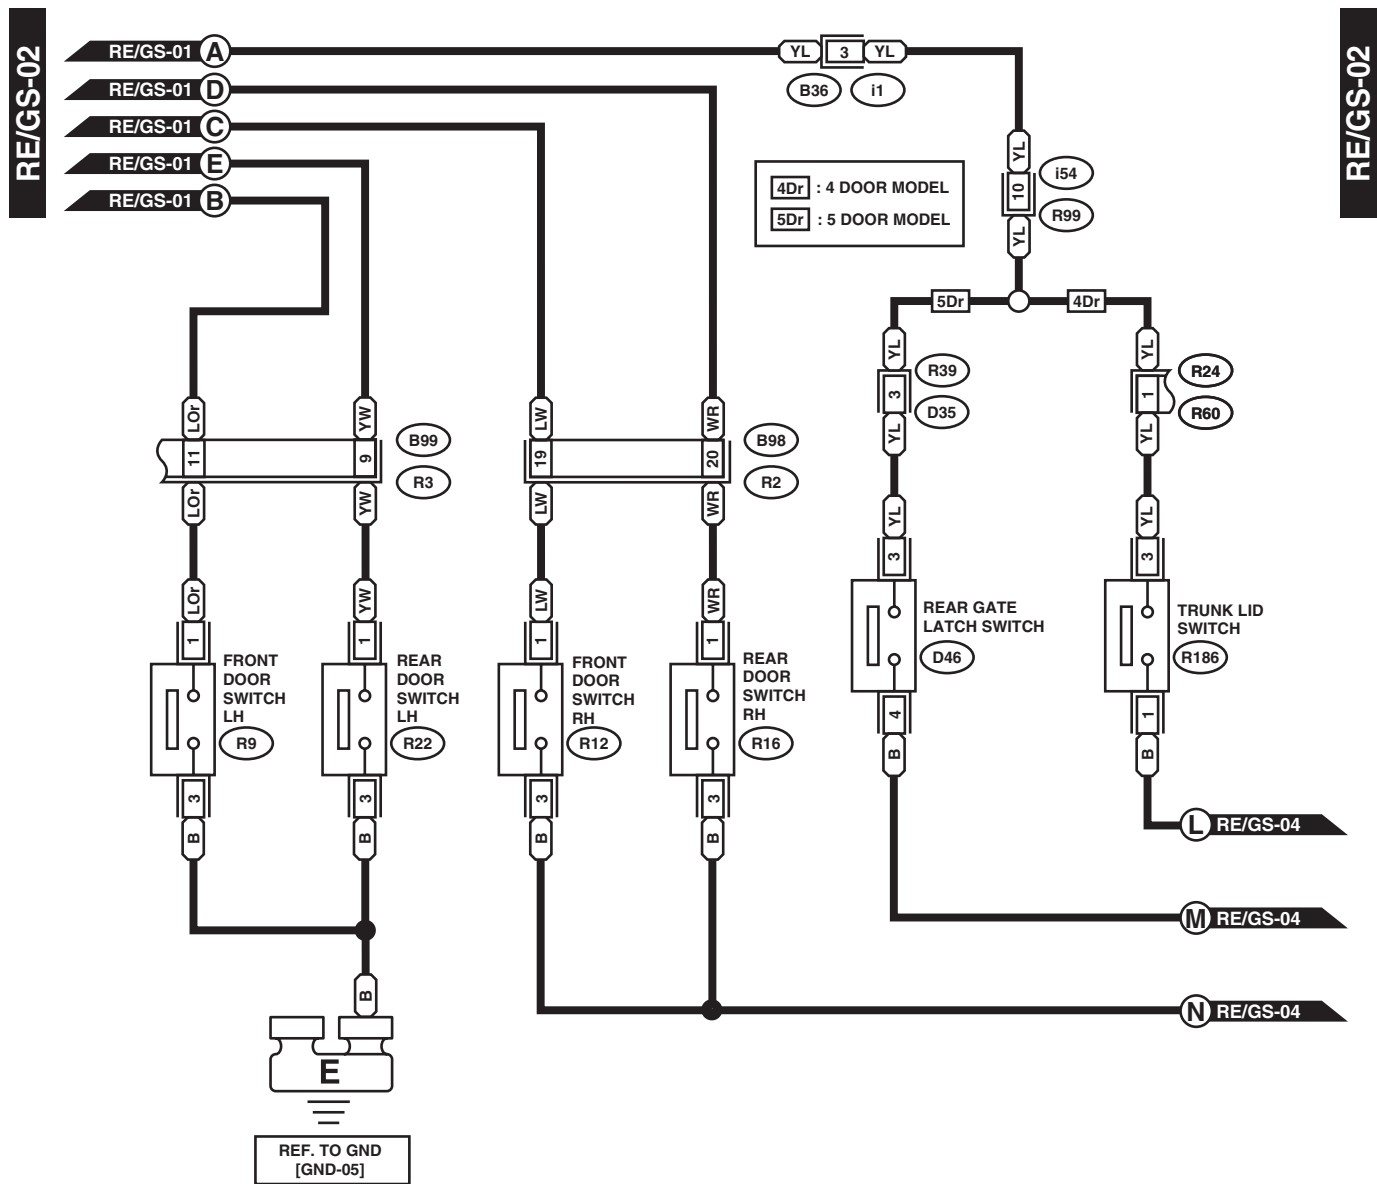 RE/GS-02
RE/GS-02
RE/GS-01 A
YL 3 YL
B36 i1
RE/GS-01 D
RE/GS-01 C
RE/GS-01 E
RE/GS-01 B
4Dr : 4 DOOR MODEL
5Dr : 5 DOOR MODEL
YL
10
YL
i54
R99
5Dr
4Dr
YL
3
YL
R39
D35
YL
1
YL
R24
R60
LOr
11
LOr
YW
9
YW
B99
R3
LW
19
LW
WR
20
WR
B98
R2
LOr
1
FRONT
DOOR
SWITCH
LH
R9
3
B
YW
1
REAR
DOOR
SWITCH
LH
R22
3
B
LW
1
FRONT
DOOR
SWITCH
RH
R12
3
B
WR
1
REAR
DOOR
SWITCH
RH
R16
3
B
YL
3
REAR GATE
LATCH SWITCH
D46
4
B
YL
3
TRUNK LID
SWITCH
R186
1
B
L RE/GS-04
M RE/GS-04
N RE/GS-04
B
E
REF. TO GND
[GND-05]